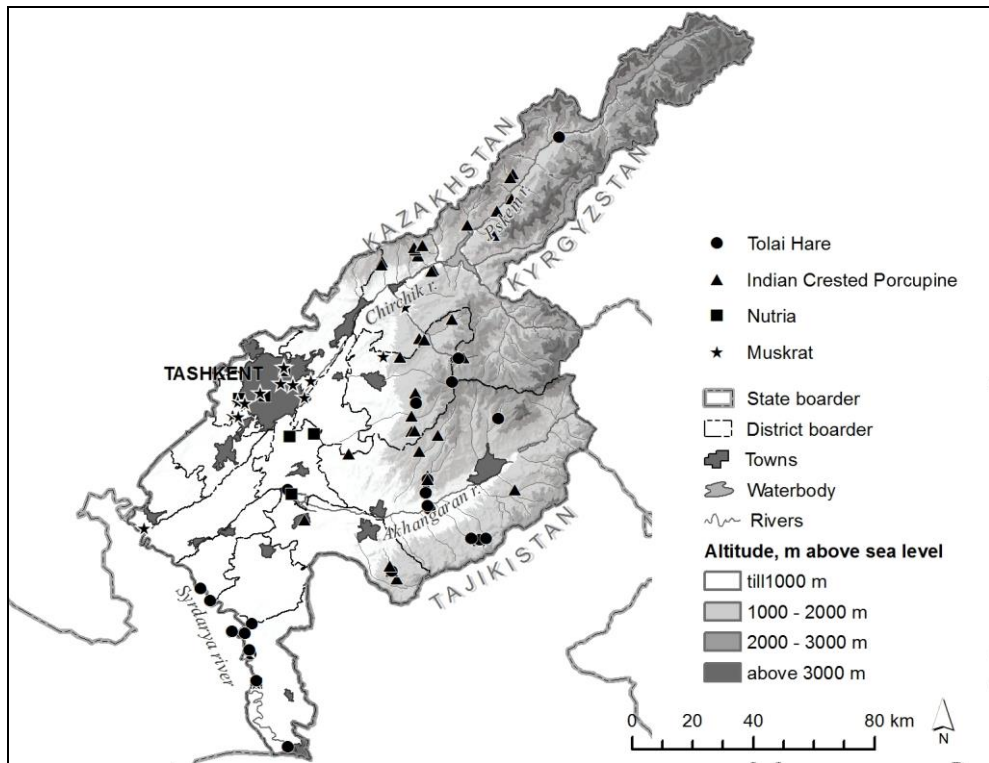 KAZAKHSTAN
KYRGYZSTAN
Pskem r.
Chirchik r.
TASHKENT
Akhangaran r.
TAJIKISTAN
Syrdarya river
Tolai Hare
Indian Crested Porcupine
Nutria
Muskrat
State boarder
District boarder
Towns
Waterbody
Rivers
Altitude, m above sea level
till1000 m
1000 - 2000 m
2000 - 3000 m
above 3000 m
0 20 40 80 km
N